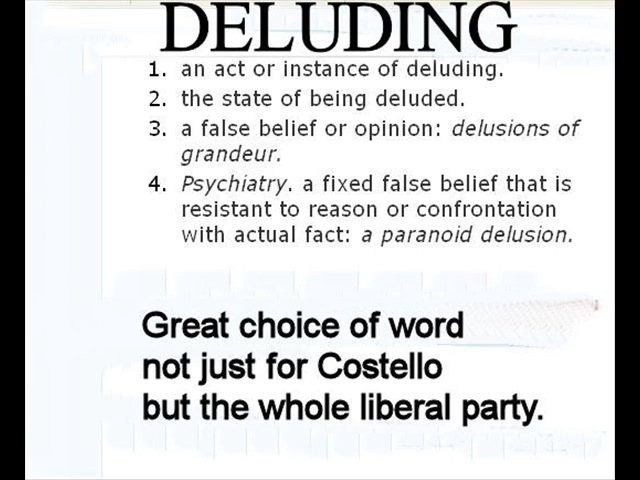 DELUDING
1. an act or instance of deluding.
2. the state of being deluded.
3. a false belief or opinion: delusions of
grandeur.
4. Psychiatry. a fixed false belief that is
resistant to reason or confrontation
with actual fact: a paranoid delusion.
Great choice of word
not just for Costello
but the whole liberal party.